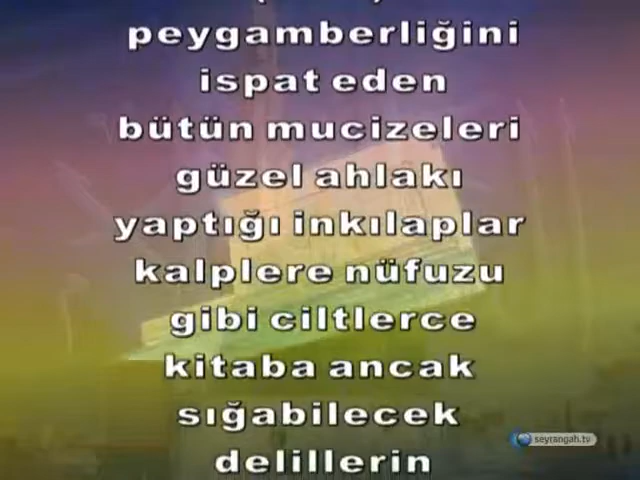 peygamberliğini
ispat eden
bütün mucizeleri
güzel ahlakı
yaptığı inkılaplar
kalplere nüfuzu
gibi ciltlerce
kitaba ancak
sığabilecek
seyrangah.tv
delillerin